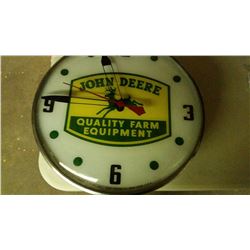 JOHN DEERE
QUALITY FARM
EQUIPMENT
9
3
6